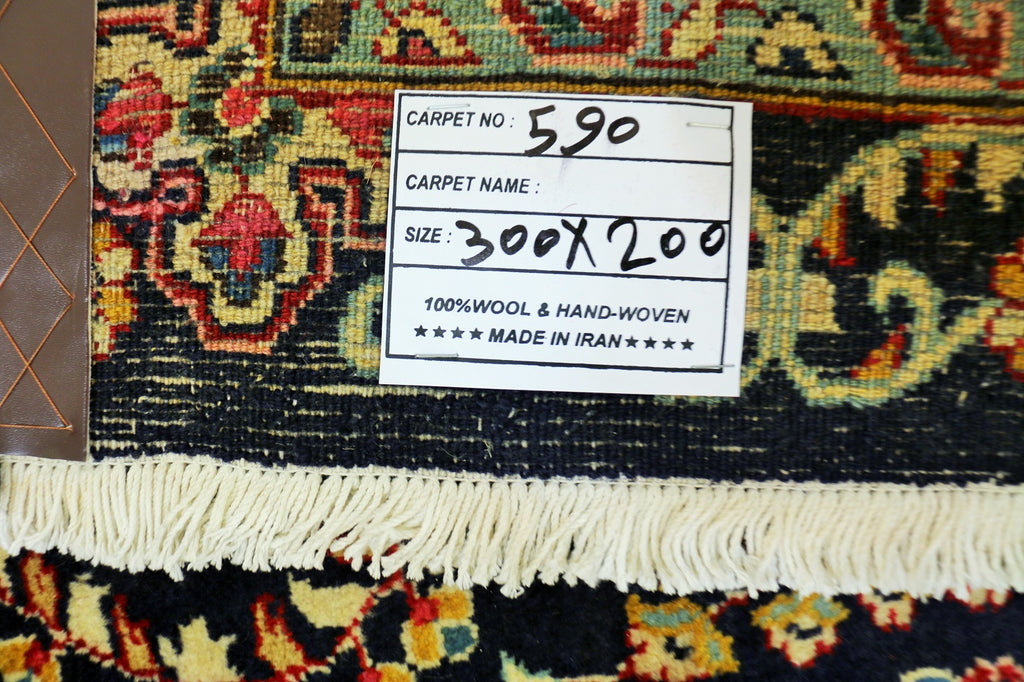 CARPET NO : 590
CARPET NAME :
SIZE : 300X200
100%WOOL & HAND-WOVEN
★★★★ MADE IN IRAN ★★★★